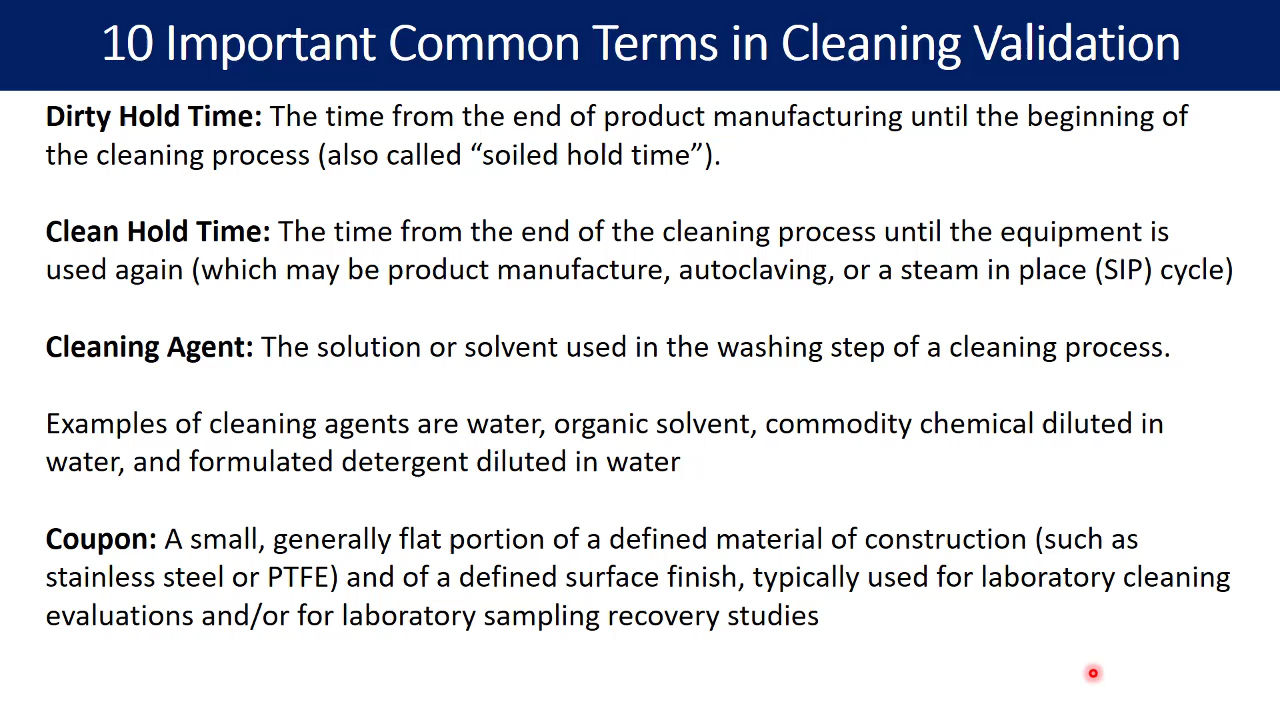 10 Important Common Terms in Cleaning Validation
Dirty Hold Time: The time from the end of product manufacturing until the beginning of
the cleaning process (also called “soiled hold time”).
Clean Hold Time: The time from the end of the cleaning process until the equipment is
used again (which may be product manufacture, autoclaving, or a steam in place (SIP) cycle)
Cleaning Agent: The solution or solvent used in the washing step of a cleaning process.
Examples of cleaning agents are water, organic solvent, commodity chemical diluted in
water, and formulated detergent diluted in water
Coupon: A small, generally flat portion of a defined material of construction (such as
stainless steel or PTFE) and of a defined surface finish, typically used for laboratory cleaning
evaluations and/or for laboratory sampling recovery studies